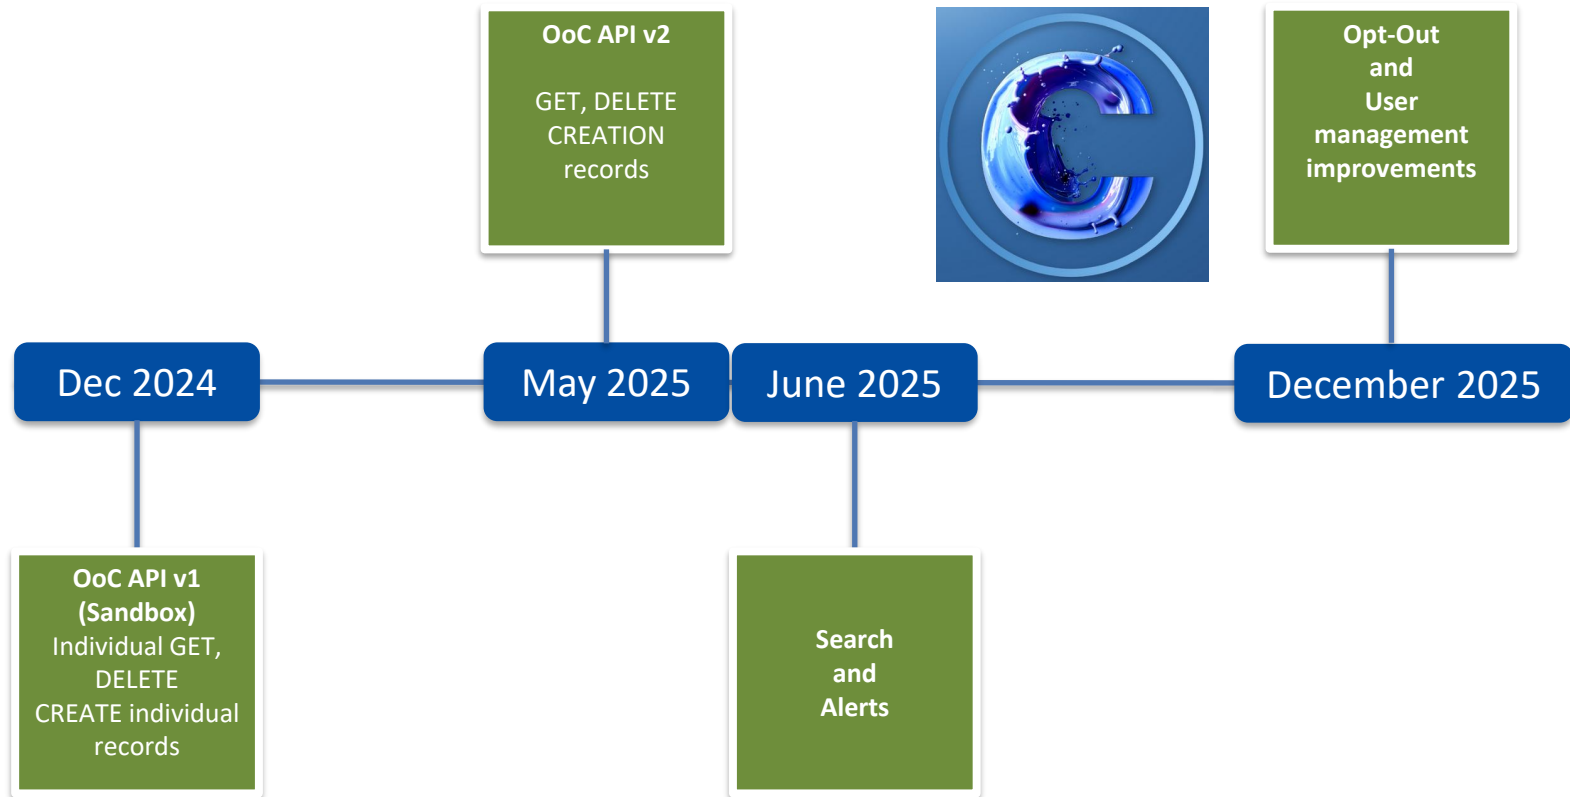 OoC API v2
GET, DELETE
CREATION
records
Opt-Out
and
User
management
improvements
Dec 2024
May 2025
June 2025
December 2025
OoC API v1
(Sandbox)
Individual GET,
DELETE
CREATE individual
records
Search
and
Alerts